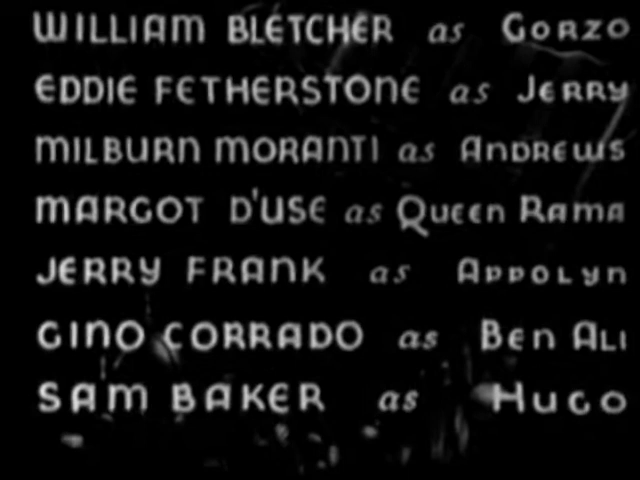 WILLIAM BLETCHER as GORZO
EDDIE FETHERSTONE as JERRY
MILBURN MORANTI as ANDREWS
MARGOT D'USE as QUEEN RAMA
JERRY FRANK as APPOLYN
GINO CORRADO as BEN ALI
SAM BAKER as HUGO